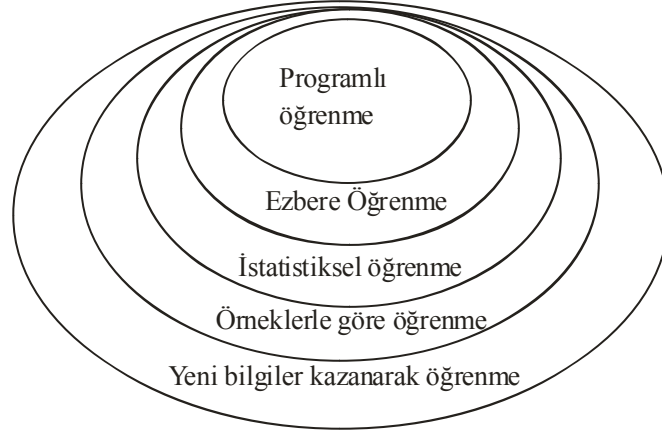 Programlı
öğrenme
Ezbere Öğrenme
İstatistiksel öğrenme
Örneklerle göre öğrenme
Yeni bilgiler kazanarak öğrenme